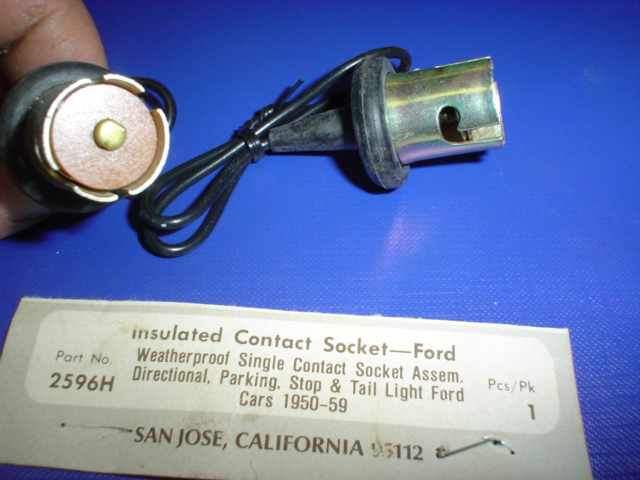 Insulated Contact Socket—Ford
Part No.
2596H
Weatherproof Single Contact Socket Assem.
Directional, Parking, Stop & Tail Light Ford
Cars 1950-59
Pcs/Pk
1
SAN JOSE, CALIFORNIA 95112